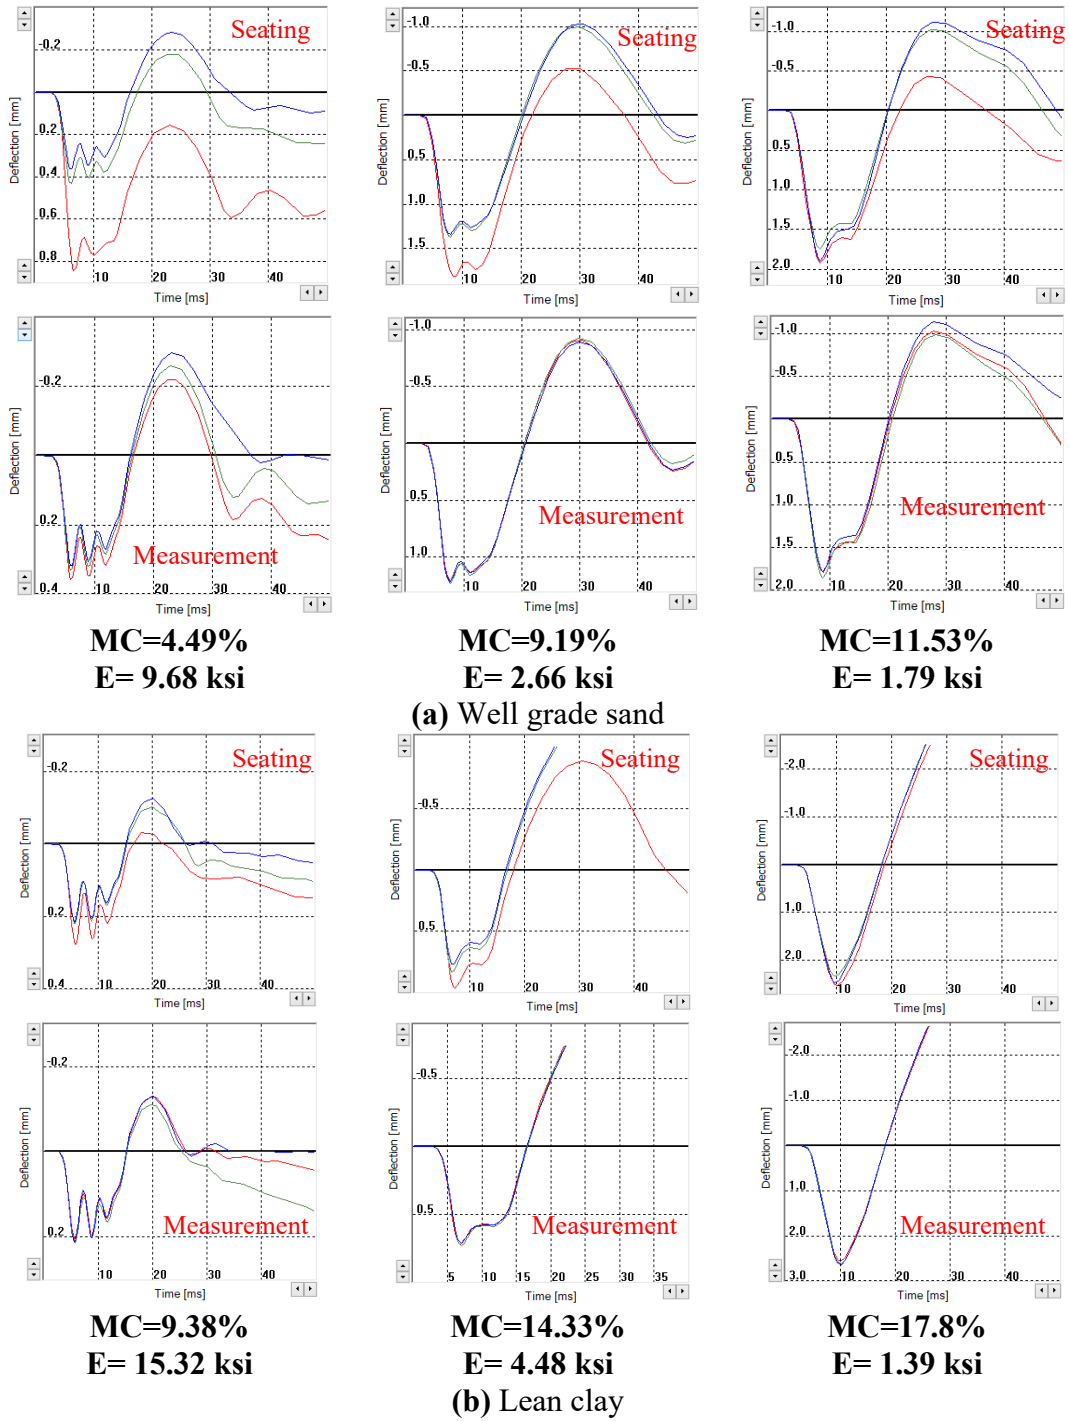 Seating Seating Seating
-0.2 -1.0 -1.0
-0.5 -0.5
0.2 0.5 0.5
0.4 1.0 1.0
0.6 1.5 1.5
0.8 2.0
Deflection [mm] Deflection [mm] Deflection [mm]
10 20 30 40 10 20 30 40 10 20 30 40
Time [ms] Time [ms] Time [ms]
-0.2 -1.0 -1.0
-0.5 -0.5
0.2 0.5 0.5
0.4 1.0 1.0
1.5
2.0
Deflection [mm] Deflection [mm] Deflection [mm]
Measurement Measurement Measurement
10 20 30 40 10 20 30 40 10 20 30 40
Time [ms] Time [ms] Time [ms]
MC=4.49% MC=9.19% MC=11.53%
E= 9.68 ksi E= 2.66 ksi E= 1.79 ksi
(a) Well grade sand
Seating Seating Seating
-0.2 -0.5 -2.0
-1.0
0.2 0.5 1.0
0.4 2.0
Deflection [mm] Deflection [mm] Deflection [mm]
10 20 30 40 10 20 30 40 10 20 30 40
Time [ms] Time [ms] Time [ms]
-0.2 -0.5 -2.0
-1.0
0.2 0.5 1.0
2.0
3.0
Deflection [mm] Deflection [mm] Deflection [mm]
Measurement Measurement Measurement
10 20 30 40 5 10 15 20 25 30 35 10 20 30 40
Time [ms] Time [ms] Time [ms]
MC=9.38% MC=14.33% MC=17.8%
E= 15.32 ksi E= 4.48 ksi E= 1.39 ksi
(b) Lean clay